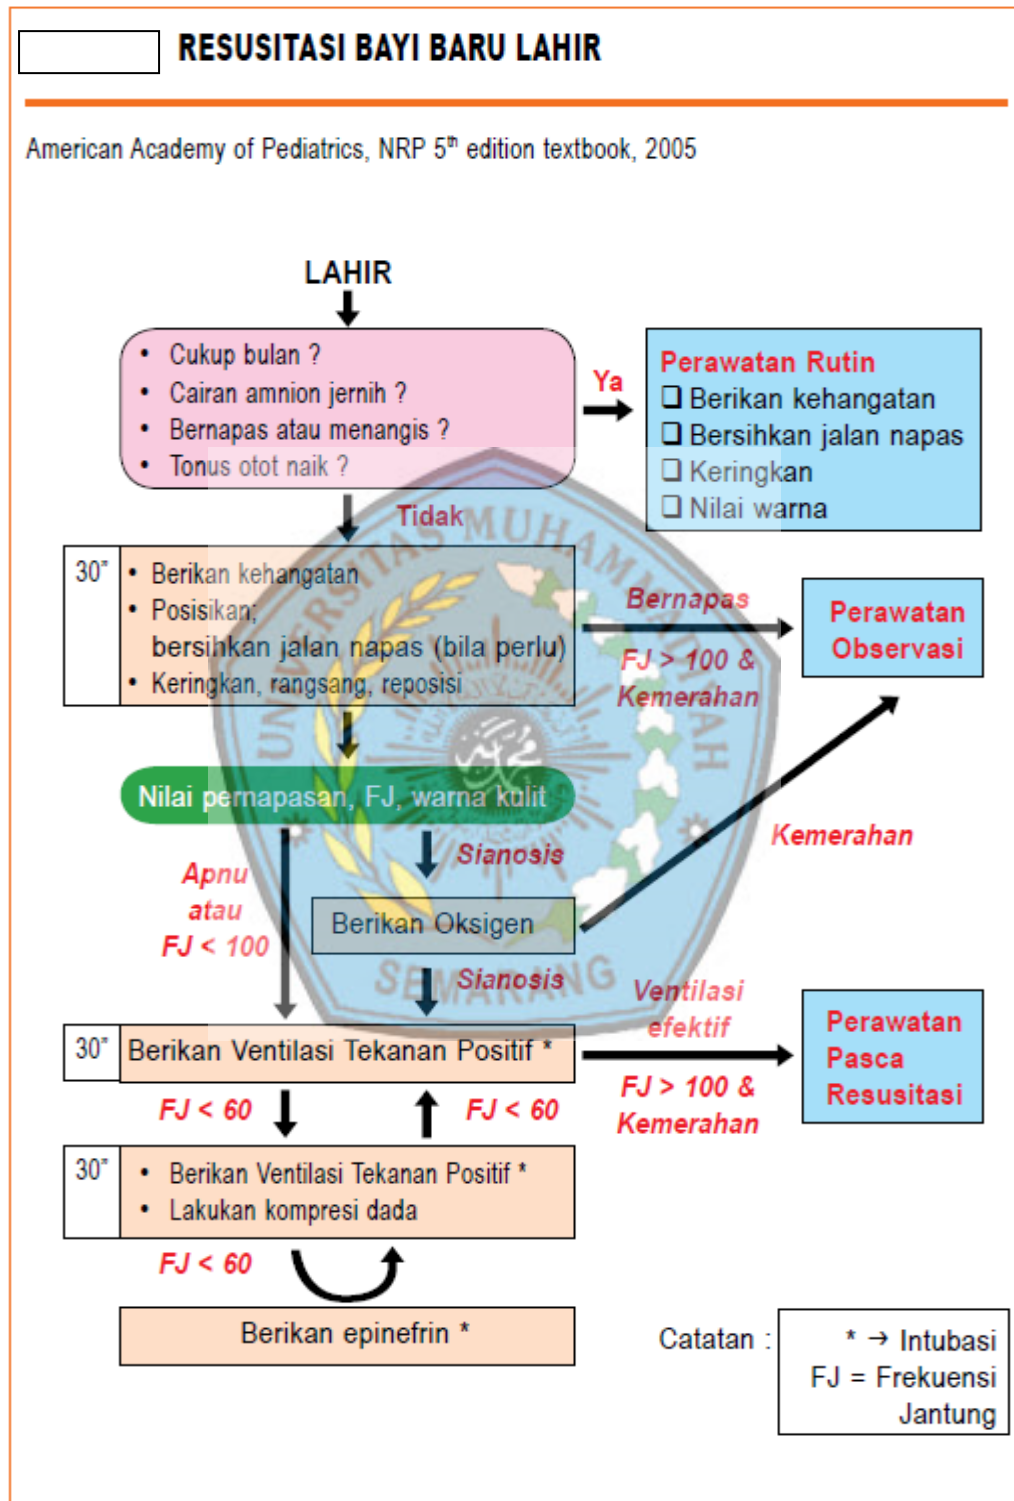 RESUSITASI BAYI BARU LAHIR
American Academy of Pediatrics, NRP 5th edition textbook, 2005
LAHIR
• Cukup bulan ?
• Cairan amnion jernih ?
• Bernapas atau menangis ?
• Tonus otot naik ?
Ya
Perawatan Rutin
❑ Berikan kehangatan
❑ Bersihkan jalan napas
❑ Keringkan
❑ Nilai warna
Tidak
30”
• Berikan kehangatan
• Posisikan;
bersihkan jalan napas (bila perlu)
• Keringkan, rangsang, reposisi
Bernapas
FJ > 100 &
Kemerahan
Perawatan
Observasi
Nilai pernapasan, FJ, warna kulit
Apnu
atau
FJ < 100
Sianosis
Kemerahan
Berikan Oksigen
Sianosis
30”
Berikan Ventilasi Tekanan Positif *
Ventilasi
efektif
FJ > 100 &
Kemerahan
Perawatan
Pasca
Resusitasi
FJ < 60
FJ < 60
30”
• Berikan Ventilasi Tekanan Positif *
• Lakukan kompresi dada
FJ < 60
Berikan epinefrin *
Catatan :
* → Intubasi
FJ = Frekuensi
Jantung
UNIVERSITAS MUHAMMADIYAH
SEMARANG